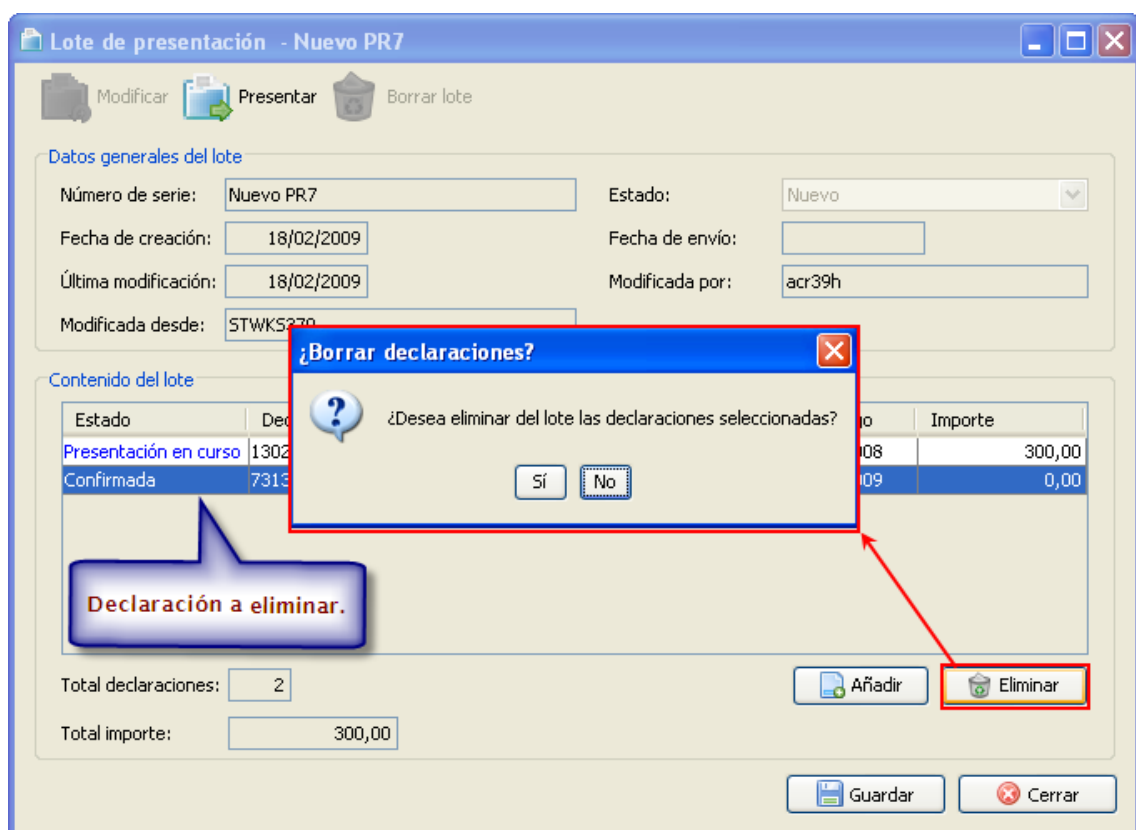 Lote de presentación - Nuevo PR7
Modificar Presentar Borrar lote
Datos generales del lote
Número de serie: Nuevo PR7 Estado: Nuevo
Fecha de creación: 18/02/2009 Fecha de envío:
Última modificación: 18/02/2009 Modificada por: acr39h
Modificada desde:
¿Borrar declaraciones?
¿Desea eliminar del lote las declaraciones seleccionadas?
Sí No
Contenido del lote
Estado Importe
Presentación en curso 300,00
Confirmada 0,00
Declaración a eliminar.
Total declaraciones: 2 Añadir Eliminar
Total importe: 300,00
Guardar Cerrar